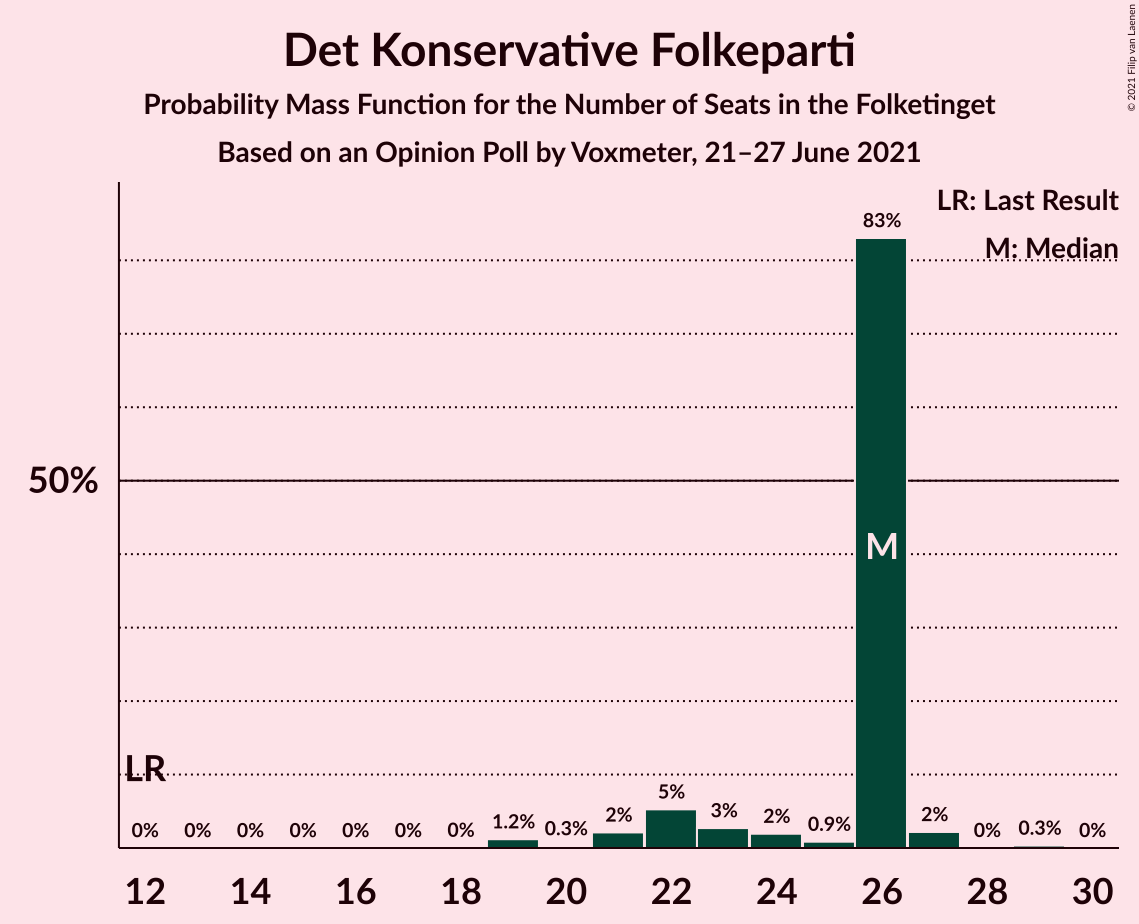 Det Konservative Folkeparti
Probability Mass Function for the Number of Seats in the Folketinget
Based on an Opinion Poll by Voxmeter, 21–27 June 2021
© 2021 Filip van Laenen
LR: Last Result
M: Median
50%
LR
M
0% 0% 0% 0% 0% 0% 0% 1.2% 0.3% 2% 5% 3% 2% 0.9% 83% 2% 0% 0.3% 0%
12 14 16 18 20 22 24 26 28 30